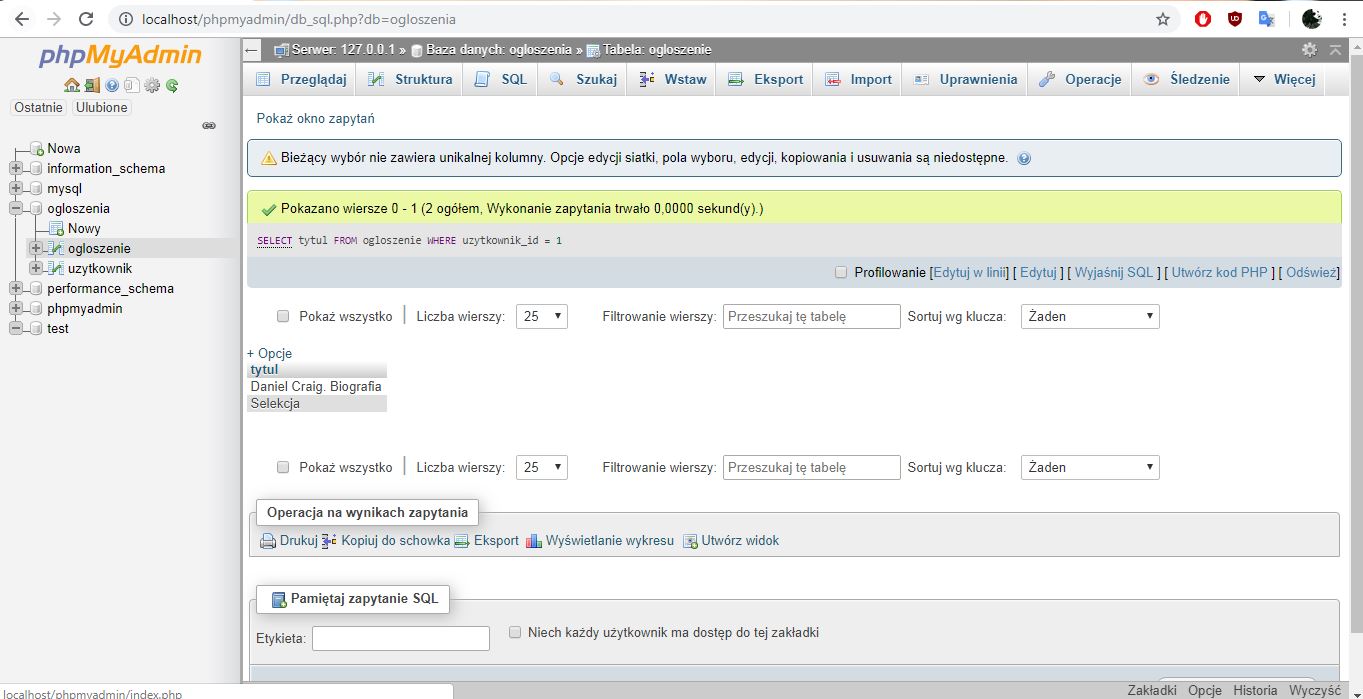 localhost/phpmyadmin/db_sql.php?db=ogloszenia
phpMyAdmin
Ostatnie Ulubione
Nowa
information_schema
mysql
ogloszenia
Nowy
ogloszenie
uzytkownik
performance_schema
phpmyadmin
test
Serwer: 127.0.0.1 » Baza danych: ogloszenia » Tabela: ogloszenie
Przeglądaj Struktura SQL Szukaj Wstaw Eksport Import Uprawnienia Operacje Śledzenie Więcej
Pokaż okno zapytań
Bieżący wybór nie zawiera unikalnej kolumny. Opcje edycji siatki, pola wyboru, edycji, kopiowania i usuwania są niedostępne.
Pokazano wiersze 0 - 1 (2 ogółem, Wykonanie zapytania trwało 0,0000 sekund(y).)
SELECT tytul FROM ogloszenie WHERE uzytkownik_id = 1
Profilowanie [Edytuj w linii] [ Edytuj ] [ Wyjaśnij SQL ] [ Utwórz kod PHP ] [ Odśwież]
Pokaż wszystko Liczba wierszy: 25 Filtrowanie wierszy: Przeszukaj tę tabelę Sortuj wg klucza: Żaden
+ Opcje
tytul
Daniel Craig. Biografia
Selekcja
Pokaż wszystko Liczba wierszy: 25 Filtrowanie wierszy: Przeszukaj tę tabelę Sortuj wg klucza: Żaden
Operacja na wynikach zapytania
Drukuj Kopiuj do schowka Eksport Wyświetlanie wykresu Utwórz widok
Pamiętaj zapytanie SQL
Etykieta: Niech każdy użytkownik ma dostęp do tej zakładki
localhost/phpmyadmin/index.php
Zakładki Opcje Historia Wyczyść